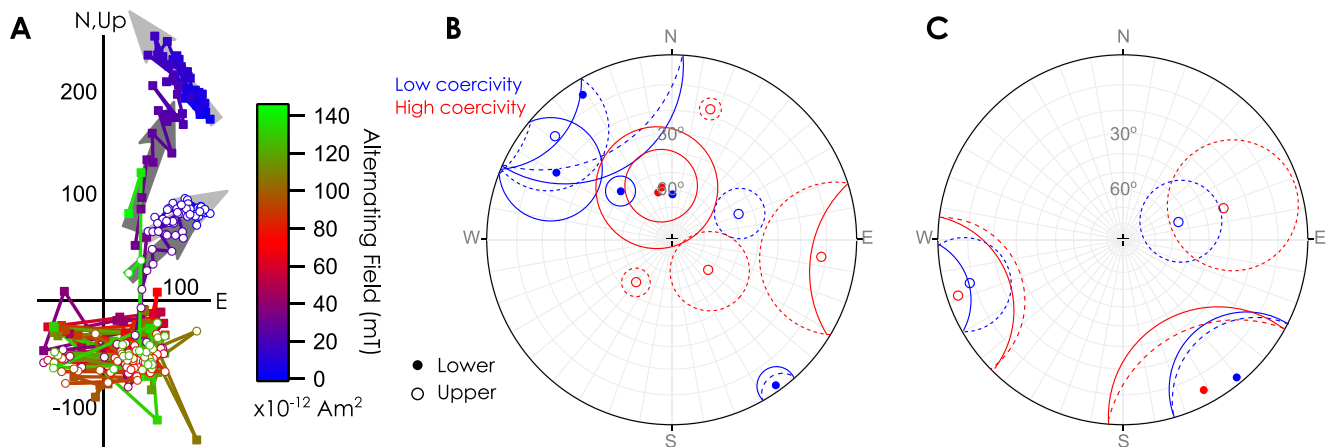 A
N,Up
200
100
100
E
-100
x10⁻¹² Am²
140
120
100
80
60
40
20
0
Alternating Field (mT)
B
Low coercivity
High coercivity
N
30°
60°
W
E
S
Lower
Upper
C
N
30°
60°
W
E
S